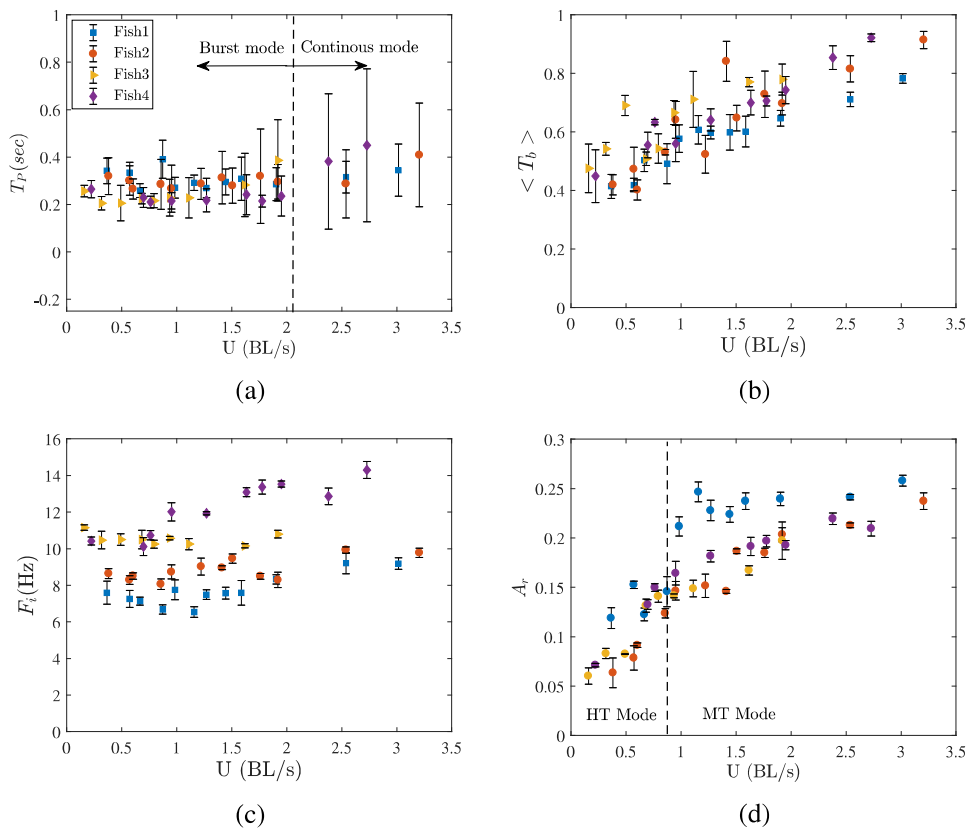 Fish1
Fish2
Fish3
Fish4
Burst mode
Continous mode
T_P(sec)
0.8
0.6
0.4
0.2
0
-0.2
0 0.5 1 1.5 2 2.5 3 3.5
U (BL/s)
(a)
< T_b >
1
0.8
0.6
0.4
0.2
0
0 0.5 1 1.5 2 2.5 3 3.5
U (BL/s)
(b)
F_i(Hz)
16
14
12
10
8
6
4
2
0
0 0.5 1 1.5 2 2.5 3 3.5
U (BL/s)
(c)
A_r
0.3
0.25
0.2
0.15
0.1
0.05
0
HT Mode
MT Mode
0 0.5 1 1.5 2 2.5 3 3.5
U (BL/s)
(d)